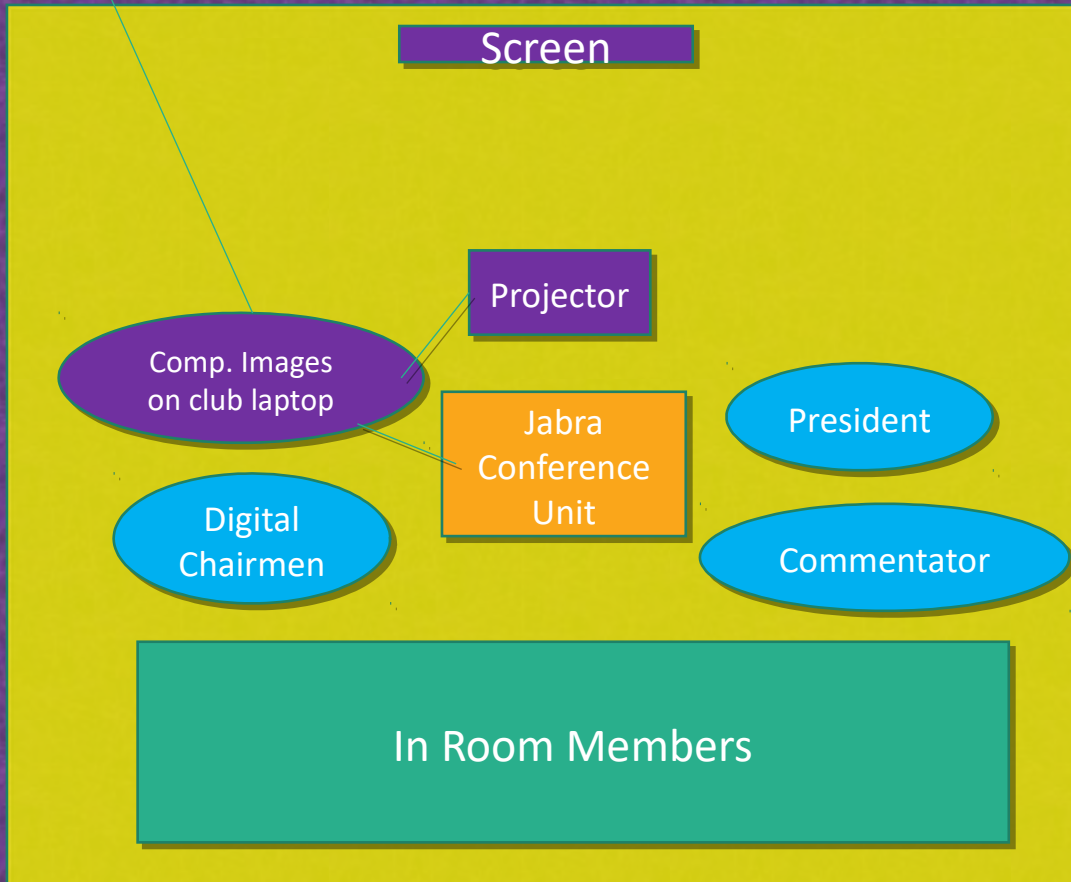 Screen
Projector
Comp. Images
on club laptop
Jabra
Conference
Unit
President
Digital
Chairmen
Commentator
In Room Members